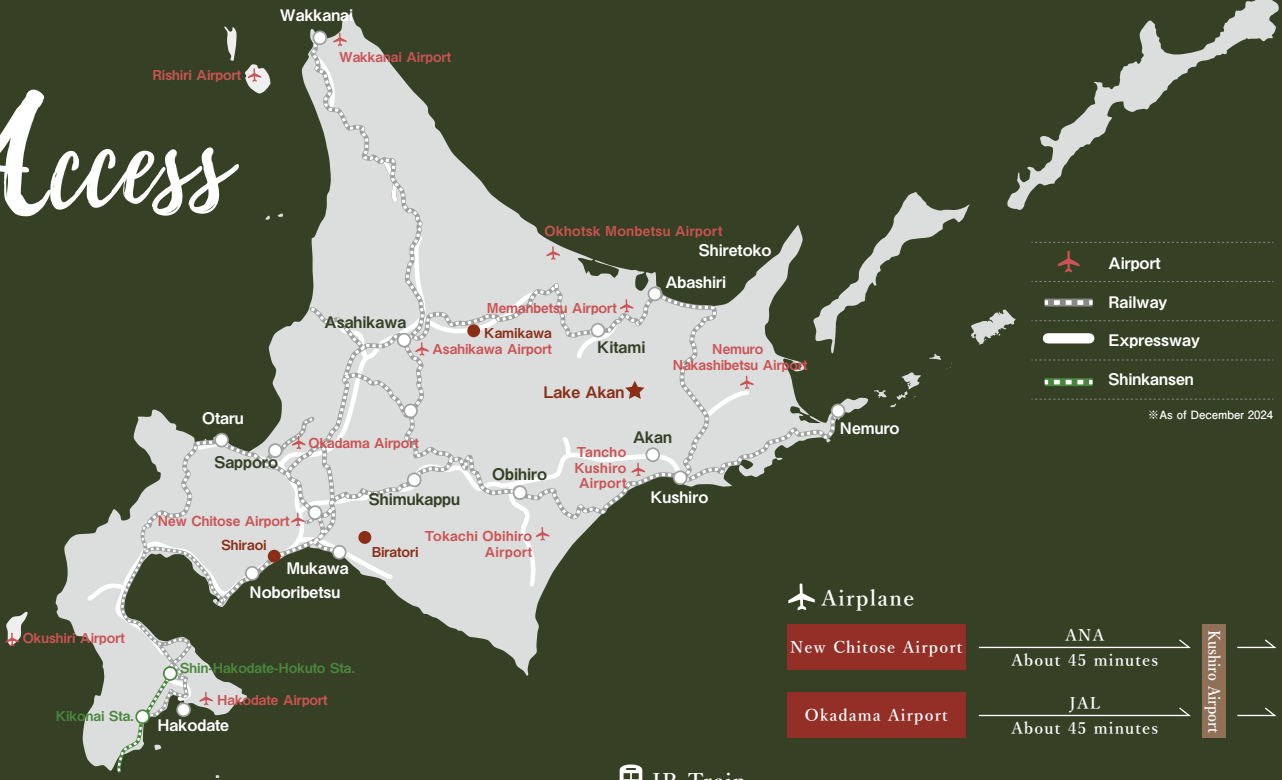 Access
Wakkanai
Wakkanai Airport
Rishiri Airport
Okhotsk Monbetsu Airport
Shiretoko
Abashiri
Memanbetsu Airport
Asahikawa
Kamikawa
Kitami
Asahikawa Airport
Nemuro
Nakashibetsu Airport
Lake Akan
Otaru
Okadama Airport
Sapporo
Akan
Nemuro
Tancho
Kushiro
Airport
Obihiro
Shimukappu
Kushiro
New Chitose Airport
Shiraoi
Biratori
Tokachi Obihiro
Airport
Mukawa
Noboribetsu
Okushiri Airport
Shin-Hakodate-Hokuto Sta.
Hakodate Airport
Kikonai Sta.
Hakodate
Airport
Railway
Expressway
Shinkansen
※As of December 2024
Airplane
New Chitose Airport
ANA
About 45 minutes
Okadama Airport
JAL
About 45 minutes
Kushiro Airport
JR Train